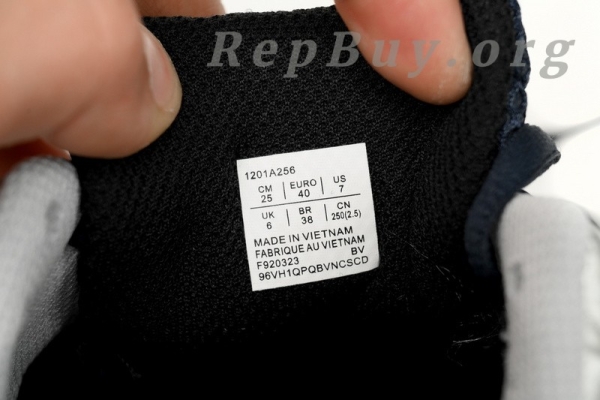 RepBuy.org
1201A256
CM EURO US
25 40 7
UK BR CN
6 38 250(2.5)
MADE IN VIETNAM
FABRIQUE AU VIETNAM
F920323 BV
96VH1QPQBVNCSCD